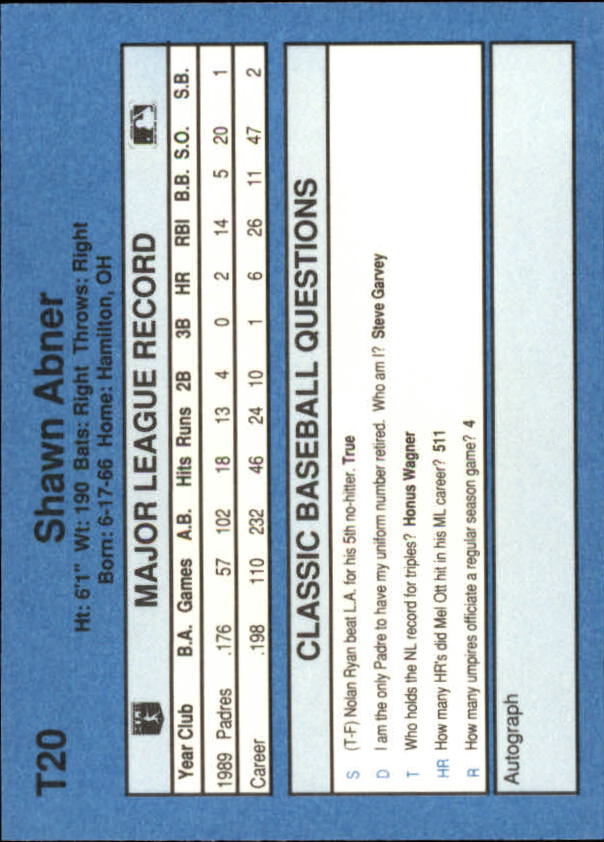 T20
Shawn Abner
Ht: 6'1" Wt: 190 Bats: Right Throws: Right
Born: 6-17-66 Home: Hamilton, OH
MAJOR LEAGUE RECORD
Year Club B.A. Games A.B. Hits Runs 2B 3B HR RBI B.B. S.O. S.B.
1989 Padres .176 57 102 18 13 4 0 2 14 5 20 1
Career .198 110 232 46 24 10 1 6 26 11 47 2
CLASSIC BASEBALL QUESTIONS
S (T-F) Nolan Ryan beat L.A. for his 5th no-hitter. True
D I am the only Padre to have my uniform number retired. Who am I? Steve Garvey
T Who holds the NL record for triples? Honus Wagner
HR How many HR's did Mel Ott hit in his ML career? 511
R How many umpires officiate a regular season game? 4
Autograph